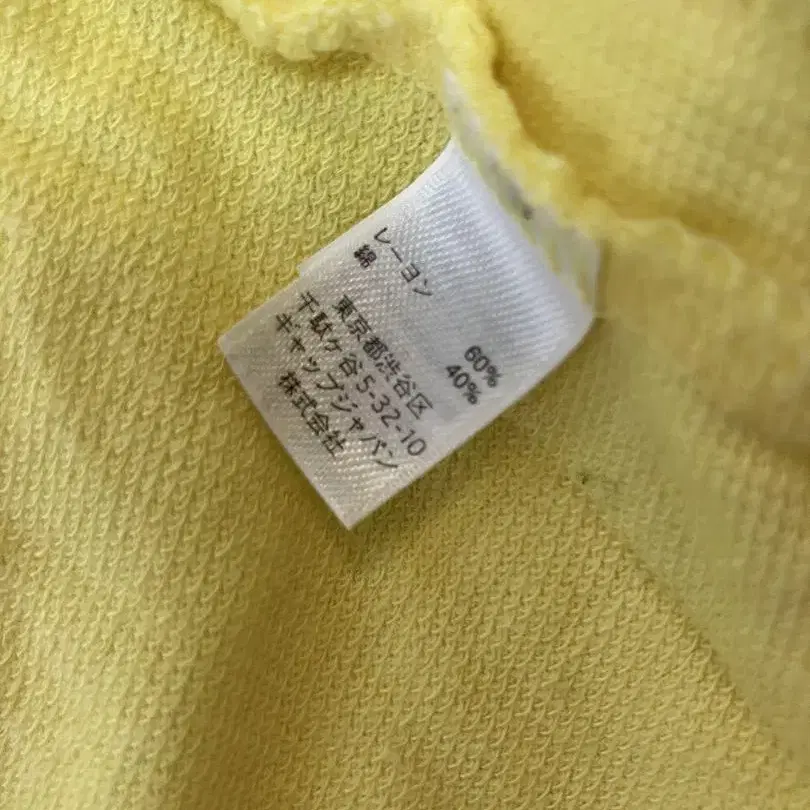 レーヨン 60%
綿 40%
東京都渋谷区
千駄ケ谷5-32-10
ギャップジャパン
株式会社